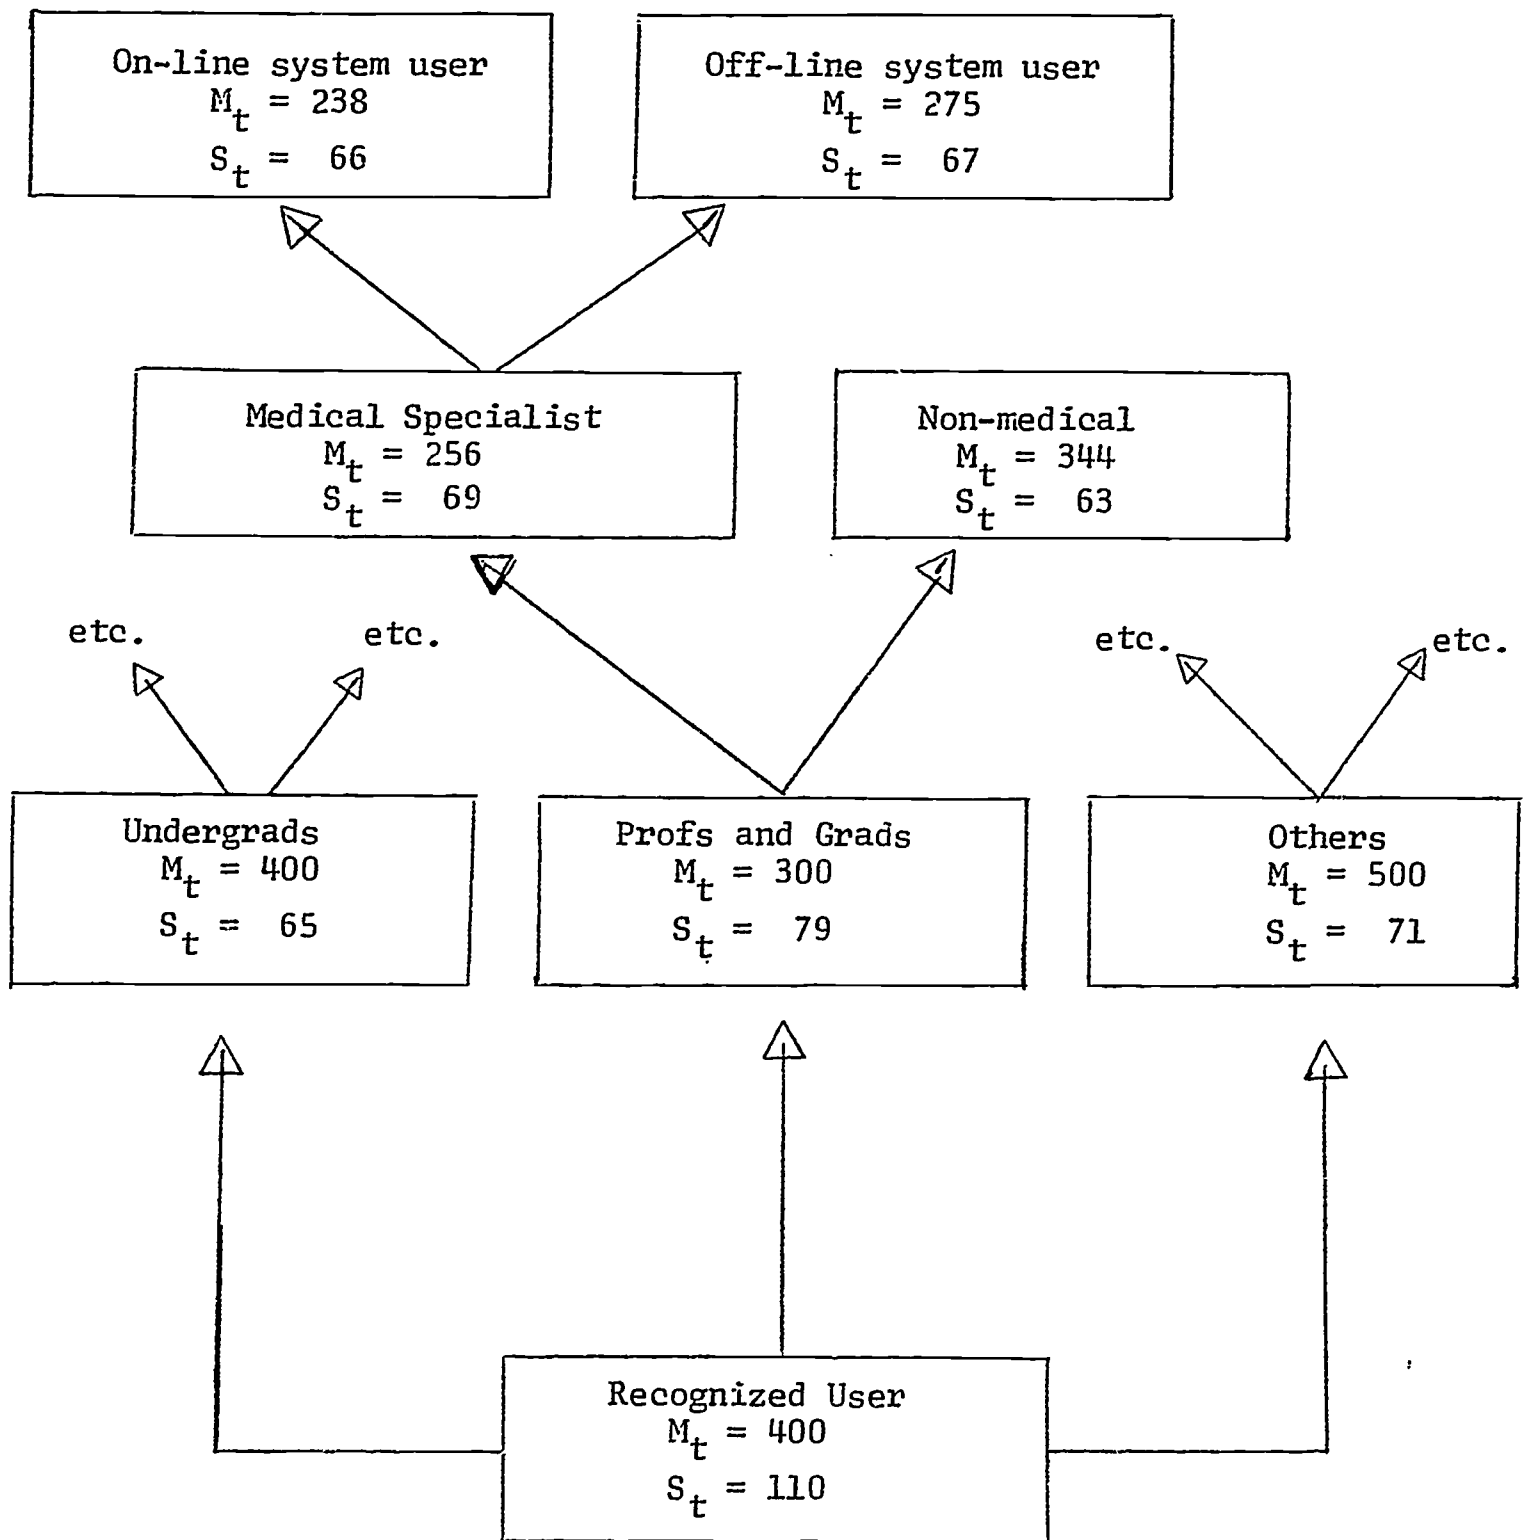 On-line system user
Mt = 238
St = 66
Off-line system user
Mt = 275
St = 67
Medical Specialist
Mt = 256
St = 69
Non-medical
Mt = 344
St = 63
etc.
etc.
etc.
etc.
Undergrads
Mt = 400
St = 65
Profs and Grads
Mt = 300
St = 79
Others
Mt = 500
St = 71
Recognized User
Mt = 400
St = 110